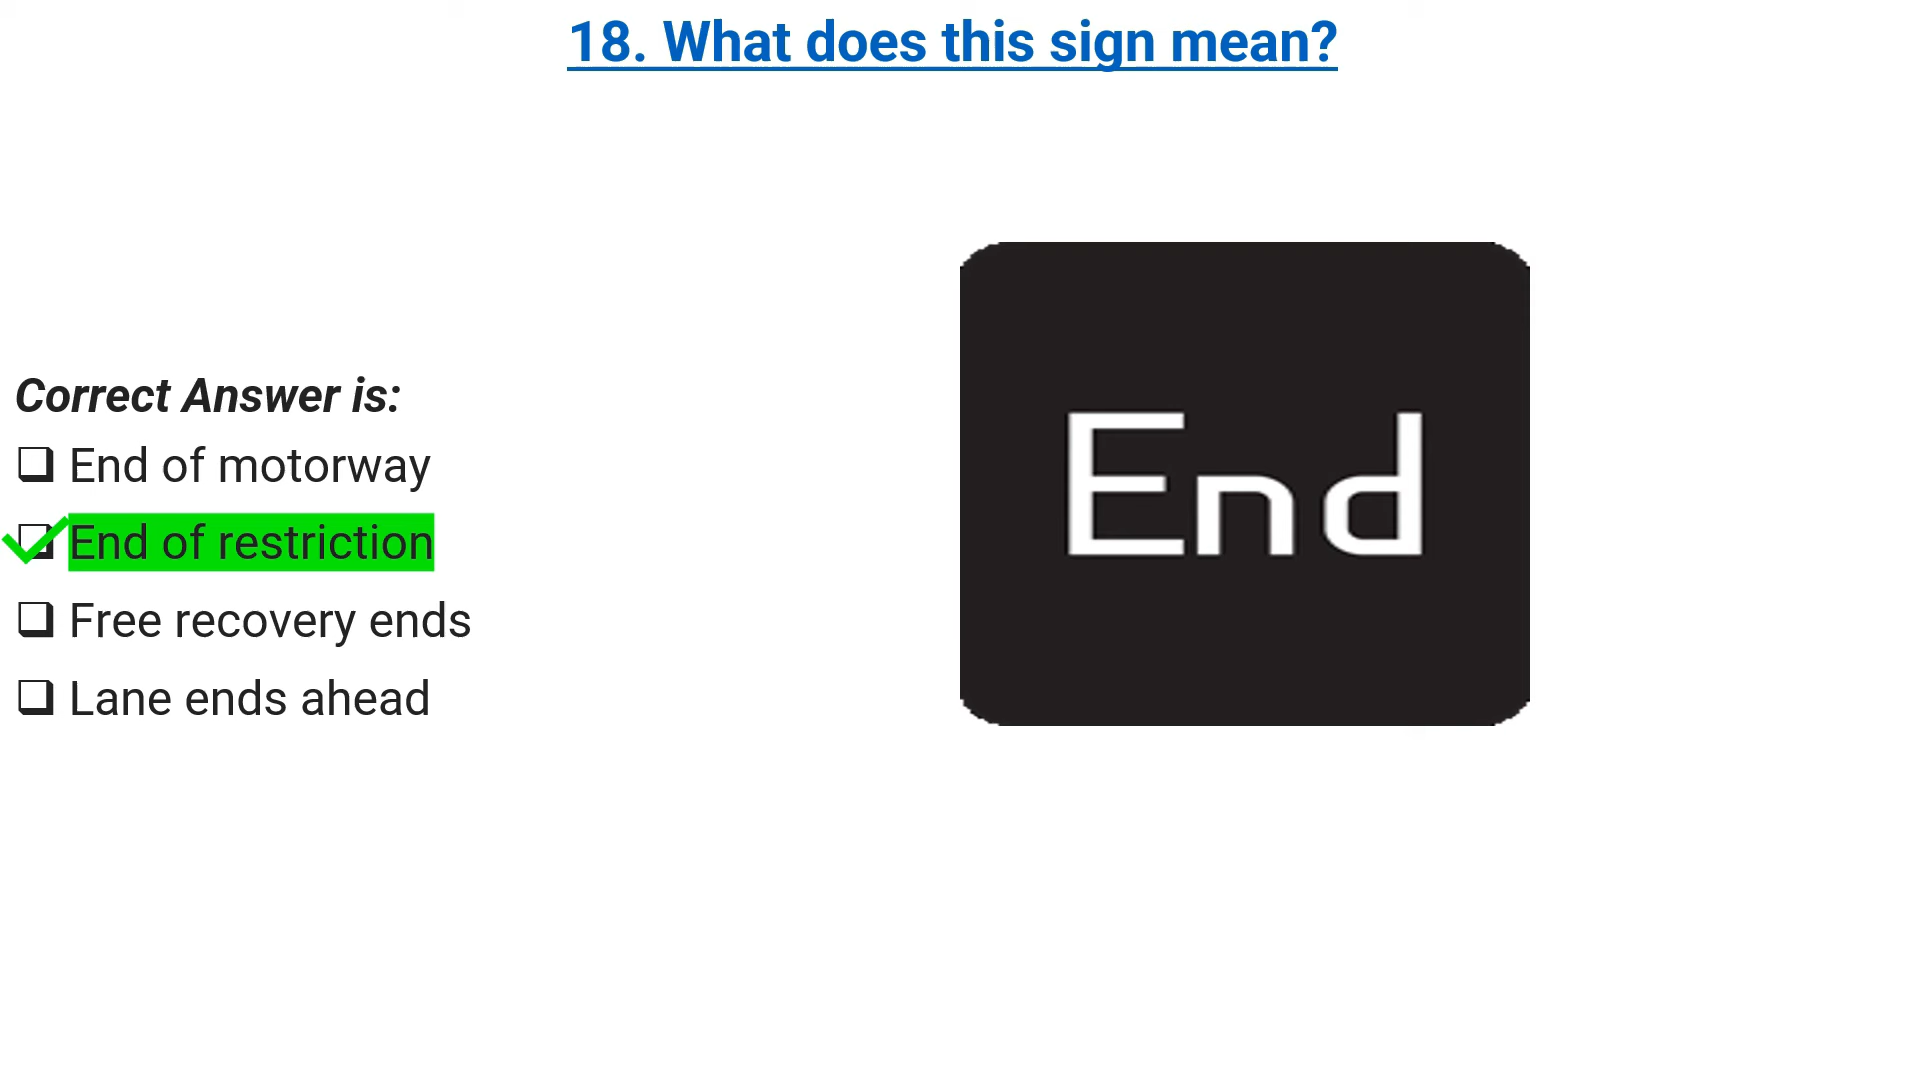 18. What does this sign mean?
Correct Answer is:
End of motorway
End of restriction
Free recovery ends
Lane ends ahead
End